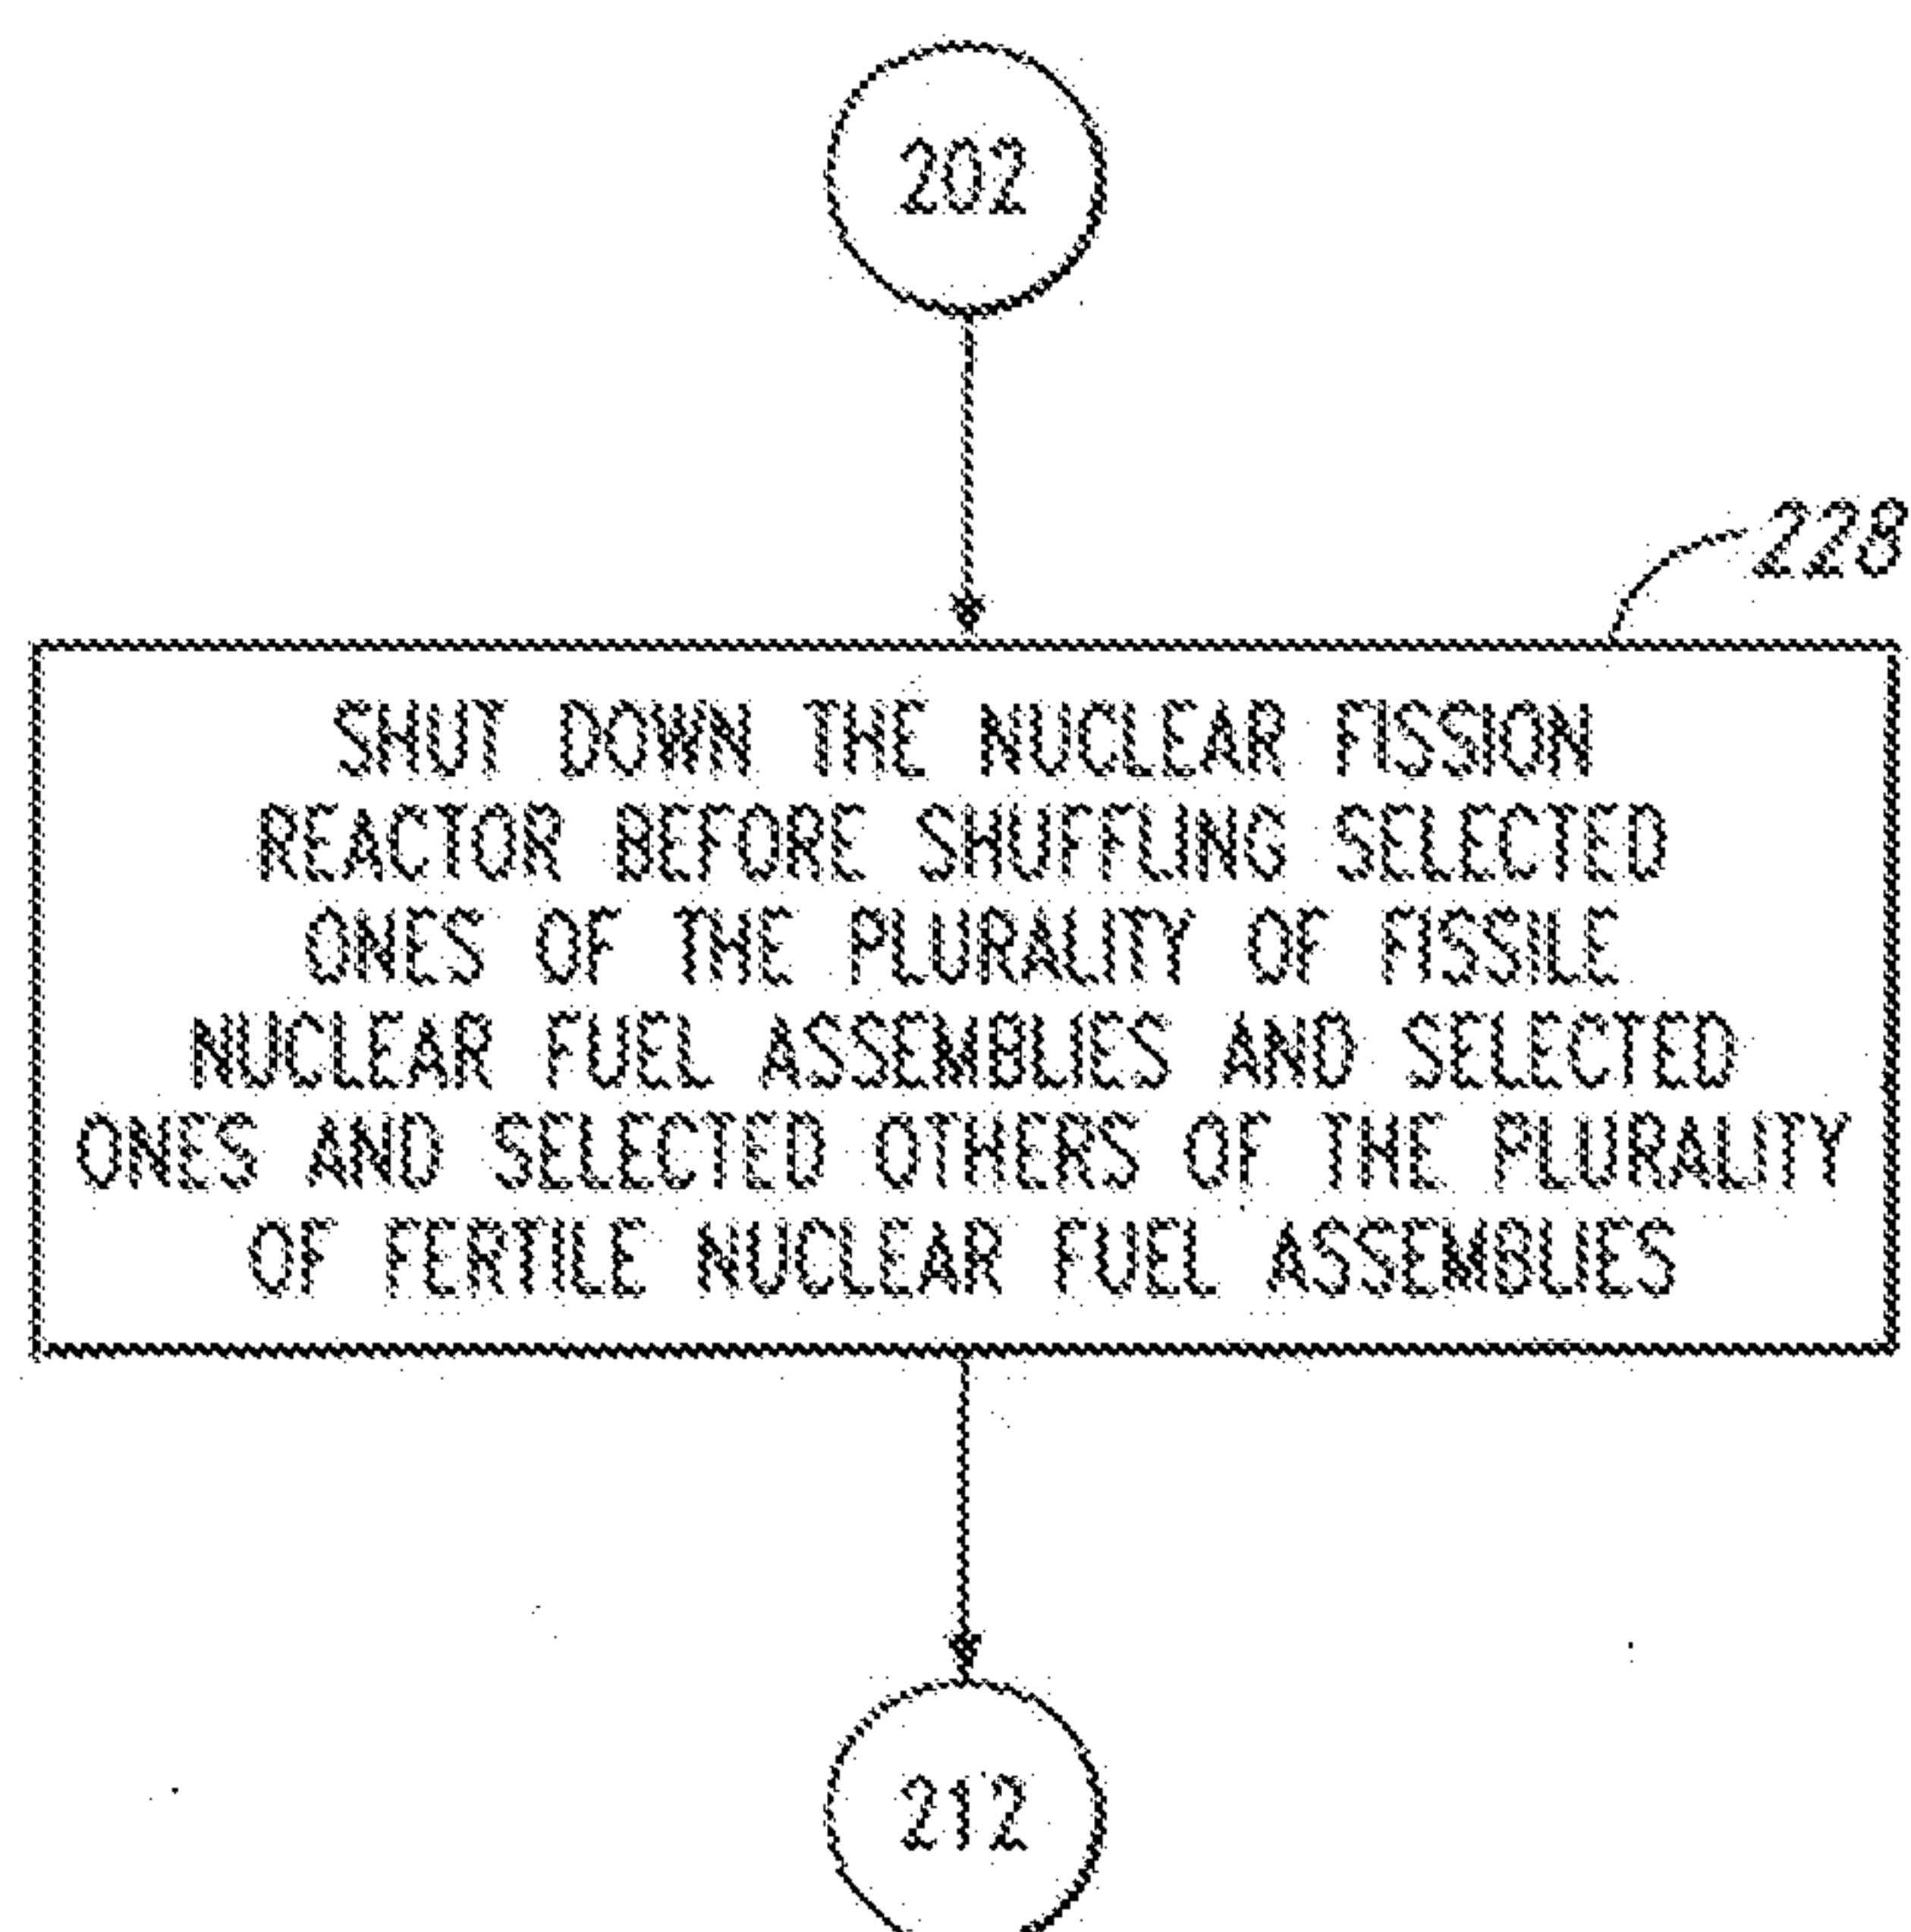 202
228
SHUT DOWN THE NUCLEAR FISSION
REACTOR BEFORE SHUFFLING SELECTED
ONES OF THE PLURALITY OF FISSILE
NUCLEAR FUEL ASSEMBLIES AND SELECTED
ONES AND SELECTED OTHERS OF THE PLURALITY
OF FERTILE NUCLEAR FUEL ASSEMBLIES
212